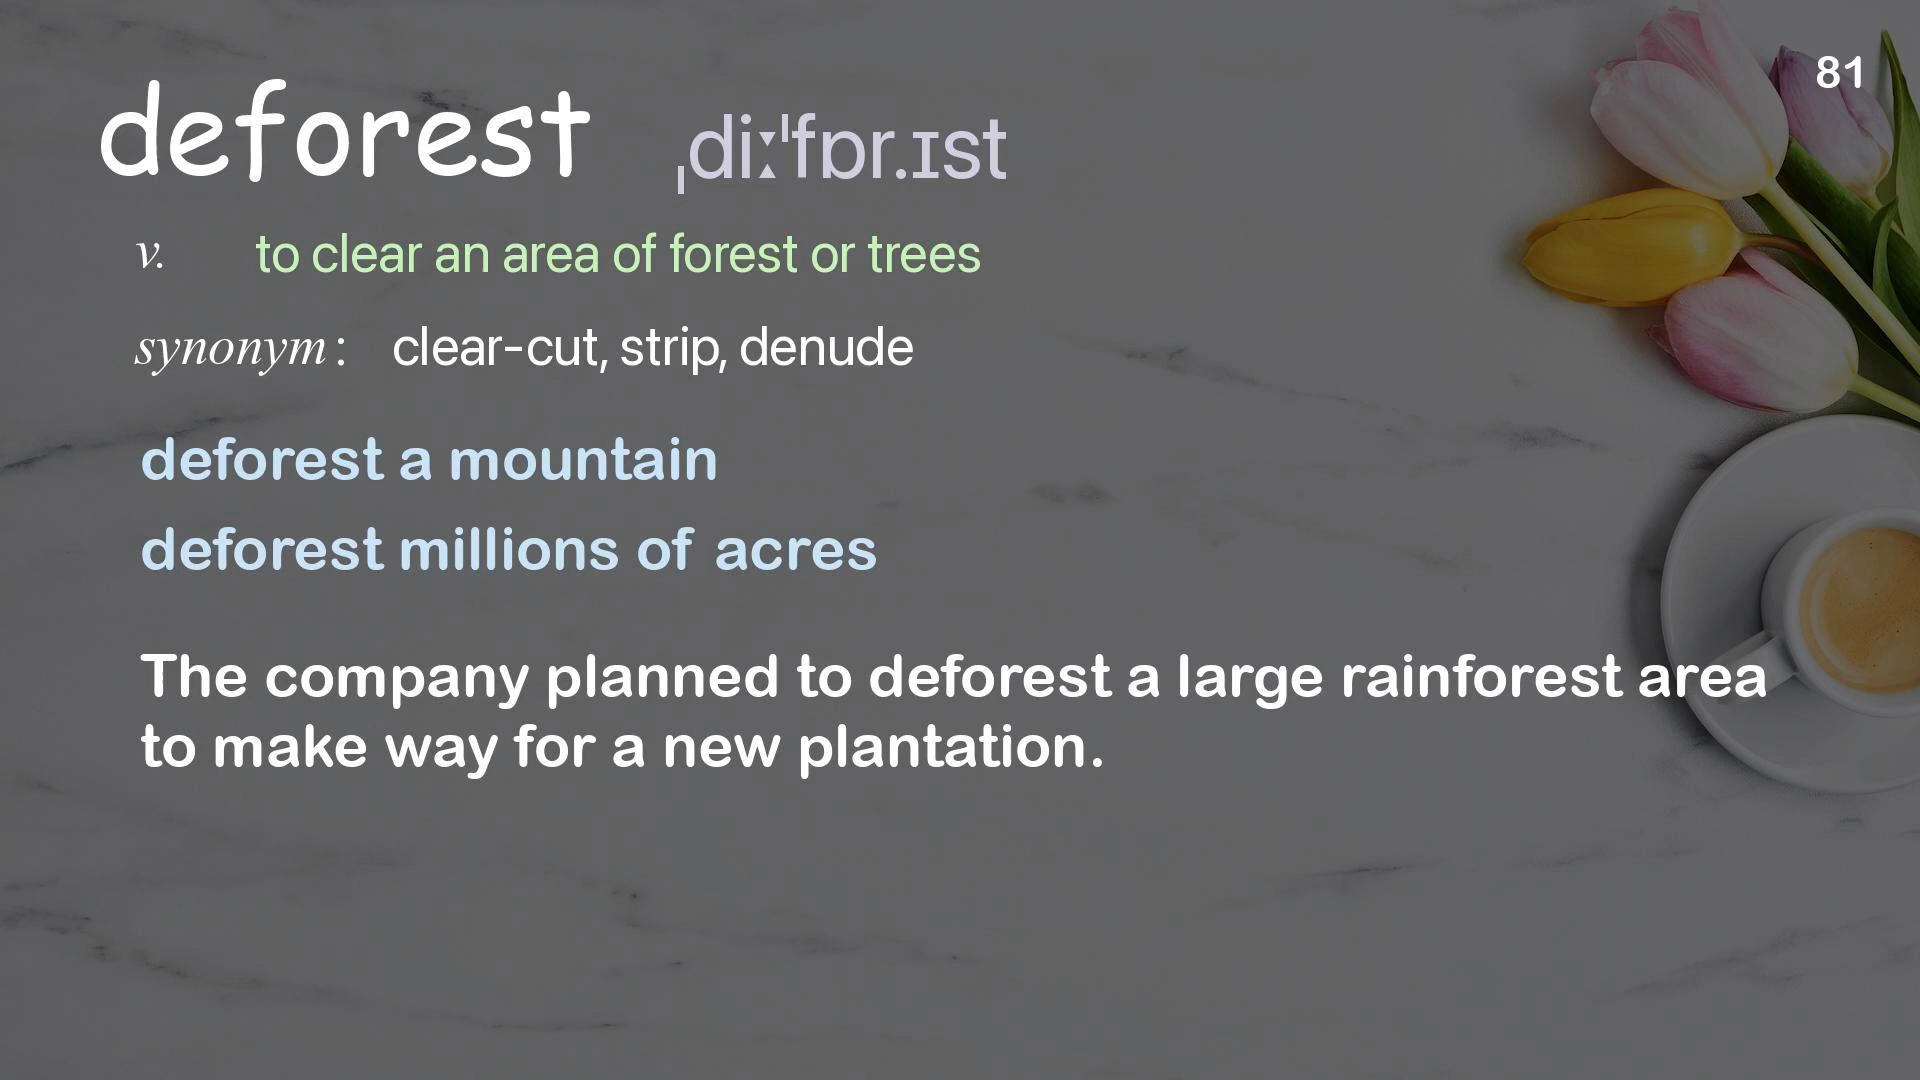 81
deforest ˌdiːˈfɒr.ɪst
v. to clear an area of forest or trees
synonym: clear-cut, strip, denude
deforest a mountain
deforest millions of acres
The company planned to deforest a large rainforest area
to make way for a new plantation.